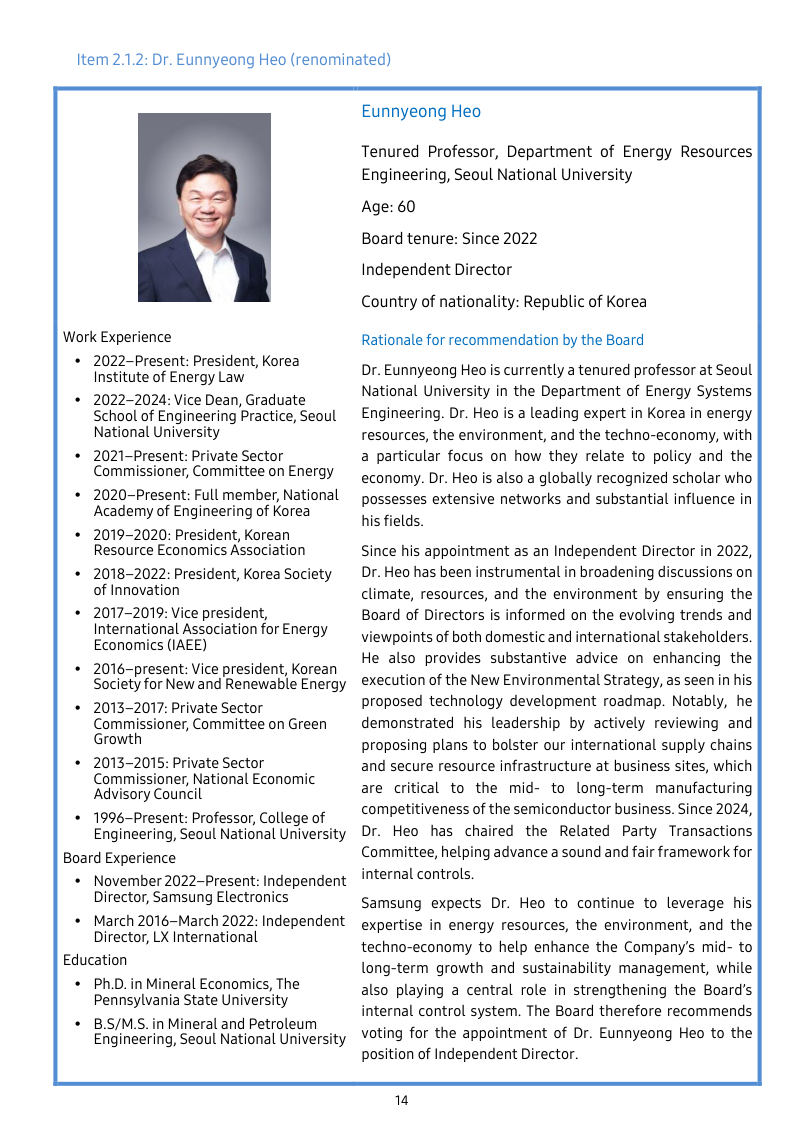 Item 2.1.2: Dr. Eunnyeong Heo (renominated)
Eunnyeong Heo
Tenured Professor, Department of Energy Resources
Engineering, Seoul National University
Age: 60
Board tenure: Since 2022
Independent Director
Country of nationality: Republic of Korea
Work Experience
• 2022–Present: President, Korea
Institute of Energy Law
• 2022–2024: Vice Dean, Graduate
School of Engineering Practice, Seoul
National University
• 2021–Present: Private Sector
Commissioner, Committee on Energy
• 2020–Present: Full member, National
Academy of Engineering of Korea
• 2019–2020: President, Korean
Resource Economics Association
• 2018–2022: President, Korea Society
of Innovation
• 2017–2019: Vice president,
International Association for Energy
Economics (IAEE)
• 2016–present: Vice president, Korean
Society for New and Renewable Energy
• 2013–2017: Private Sector
Commissioner, Committee on Green
Growth
• 2013–2015: Private Sector
Commissioner, National Economic
Advisory Council
• 1996–Present: Professor, College of
Engineering, Seoul National University
Board Experience
• November 2022–Present: Independent
Director, Samsung Electronics
• March 2016–March 2022: Independent
Director, LX International
Education
• Ph.D. in Mineral Economics, The
Pennsylvania State University
• B.S/M.S. in Mineral and Petroleum
Engineering, Seoul National University
Rationale for recommendation by the Board
Dr. Eunnyeong Heo is currently a tenured professor at Seoul
National University in the Department of Energy Systems
Engineering. Dr. Heo is a leading expert in Korea in energy
resources, the environment, and the techno-economy, with
a particular focus on how they relate to policy and the
economy. Dr. Heo is also a globally recognized scholar who
possesses extensive networks and substantial influence in
his fields.
Since his appointment as an Independent Director in 2022,
Dr. Heo has been instrumental in broadening discussions on
climate, resources, and the environment by ensuring the
Board of Directors is informed on the evolving trends and
viewpoints of both domestic and international stakeholders.
He also provides substantive advice on enhancing the
execution of the New Environmental Strategy, as seen in his
proposed technology development roadmap. Notably, he
demonstrated his leadership by actively reviewing and
proposing plans to bolster our international supply chains
and secure resource infrastructure at business sites, which
are critical to the mid- to long-term manufacturing
competitiveness of the semiconductor business. Since 2024,
Dr. Heo has chaired the Related Party Transactions
Committee, helping advance a sound and fair framework for
internal controls.
Samsung expects Dr. Heo to continue to leverage his
expertise in energy resources, the environment, and the
techno-economy to help enhance the Company's mid- to
long-term growth and sustainability management, while
also playing a central role in strengthening the Board's
internal control system. The Board therefore recommends
voting for the appointment of Dr. Eunnyeong Heo to the
position of Independent Director.
14